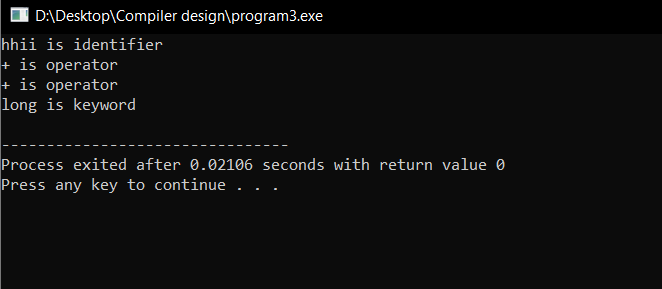 D:\Desktop\Compiler design\program3.exe
hhii is identifier
+ is operator
+ is operator
long is keyword
--------------------------------
Process exited after 0.02106 seconds with return value 0
Press any key to continue . . .